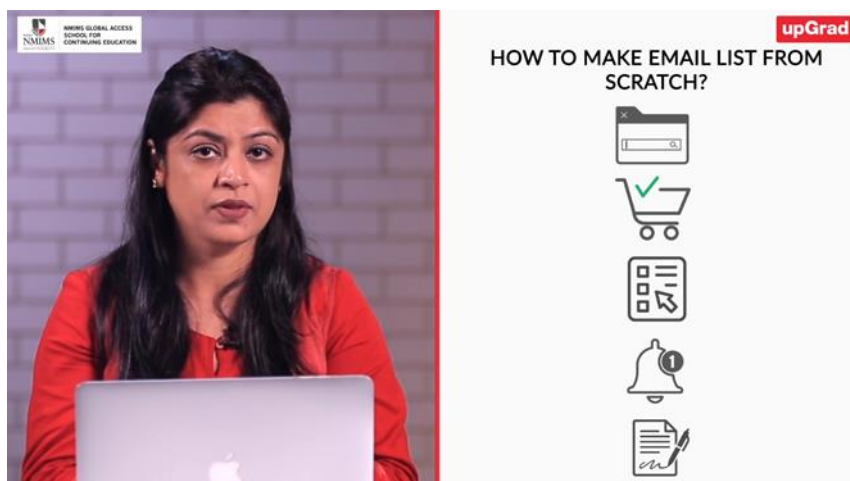 NMIMS
NMIMS GLOBAL ACCESS
SCHOOL FOR
CONTINUING EDUCATION
upGrad
HOW TO MAKE EMAIL LIST FROM
SCRATCH?
1